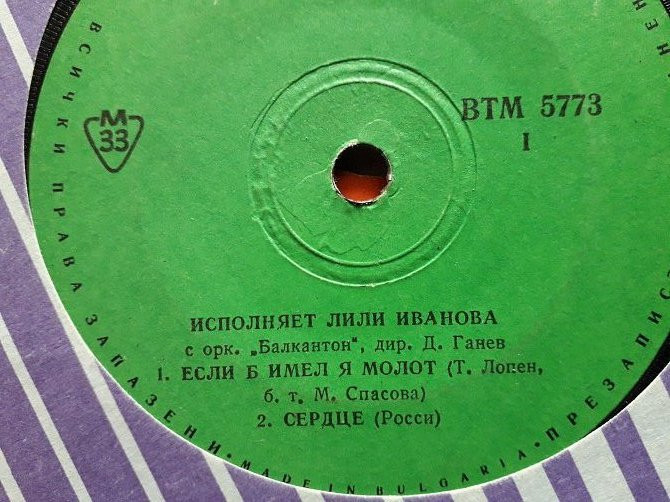 ВСИЧКИ ПРАВА ЗАПАЗЕНИ • MADE IN BULGARIA • ПРЕЗАПИС
М
33
ВТМ 5773
I
ИСПОЛНЯЕТ ЛИЛИ ИВАНОВА
с орк. „Балкантон", дир. Д. Ганев
1. ЕСЛИ Б ИМЕЛ Я МОЛОТ (Т. Лопен,
б. т. М. Спасова)
2. СЕРДЦЕ (Росси)